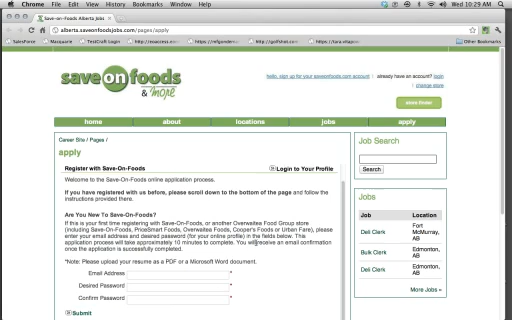 Chrome File Edit View History Bookmarks Window Help
Wed 10:29 AM
Save-on-Foods Alberta Jobs
alberta.saveonfoodsjobs.com/pages/apply
SalesForce Macquarie TestCraft Login
Other Bookmarks
save on foods
& more
hello, sign up for your saveonfoods.com account | already have an account? login
| change store
home about locations jobs apply
Career Site / Pages /
apply
Register with Save-On-Foods
Login to Your Profile
Welcome to the Save-On-Foods online application process.
If you have registered with us before, please scroll down to the bottom of the page and follow the
instructions provided there.
Are You New To Save-On-Foods?
If this is your first time registering with Save-On-Foods, or another Overwaitea Food Group store
(including Save-On-Foods, PriceSmart Foods, Overwaitea Foods, Cooper's Foods or Urban Fare), please
enter your email address and desired password (for your online profile) in the fields below. This
application process will take approximately 10 minutes to complete. You will receive an email confirmation
once the application is successfully completed.
*Note: Please upload your resume as a PDF or a Microsoft Word document.
Email Address *
Desired Password *
Confirm Password *
Submit
Job Search
Search
Jobs
Job Location
Deli Clerk Fort
McMurray,
AB
Bulk Clerk Edmonton,
AB
Deli Clerk Edmonton,
AB
More Jobs »